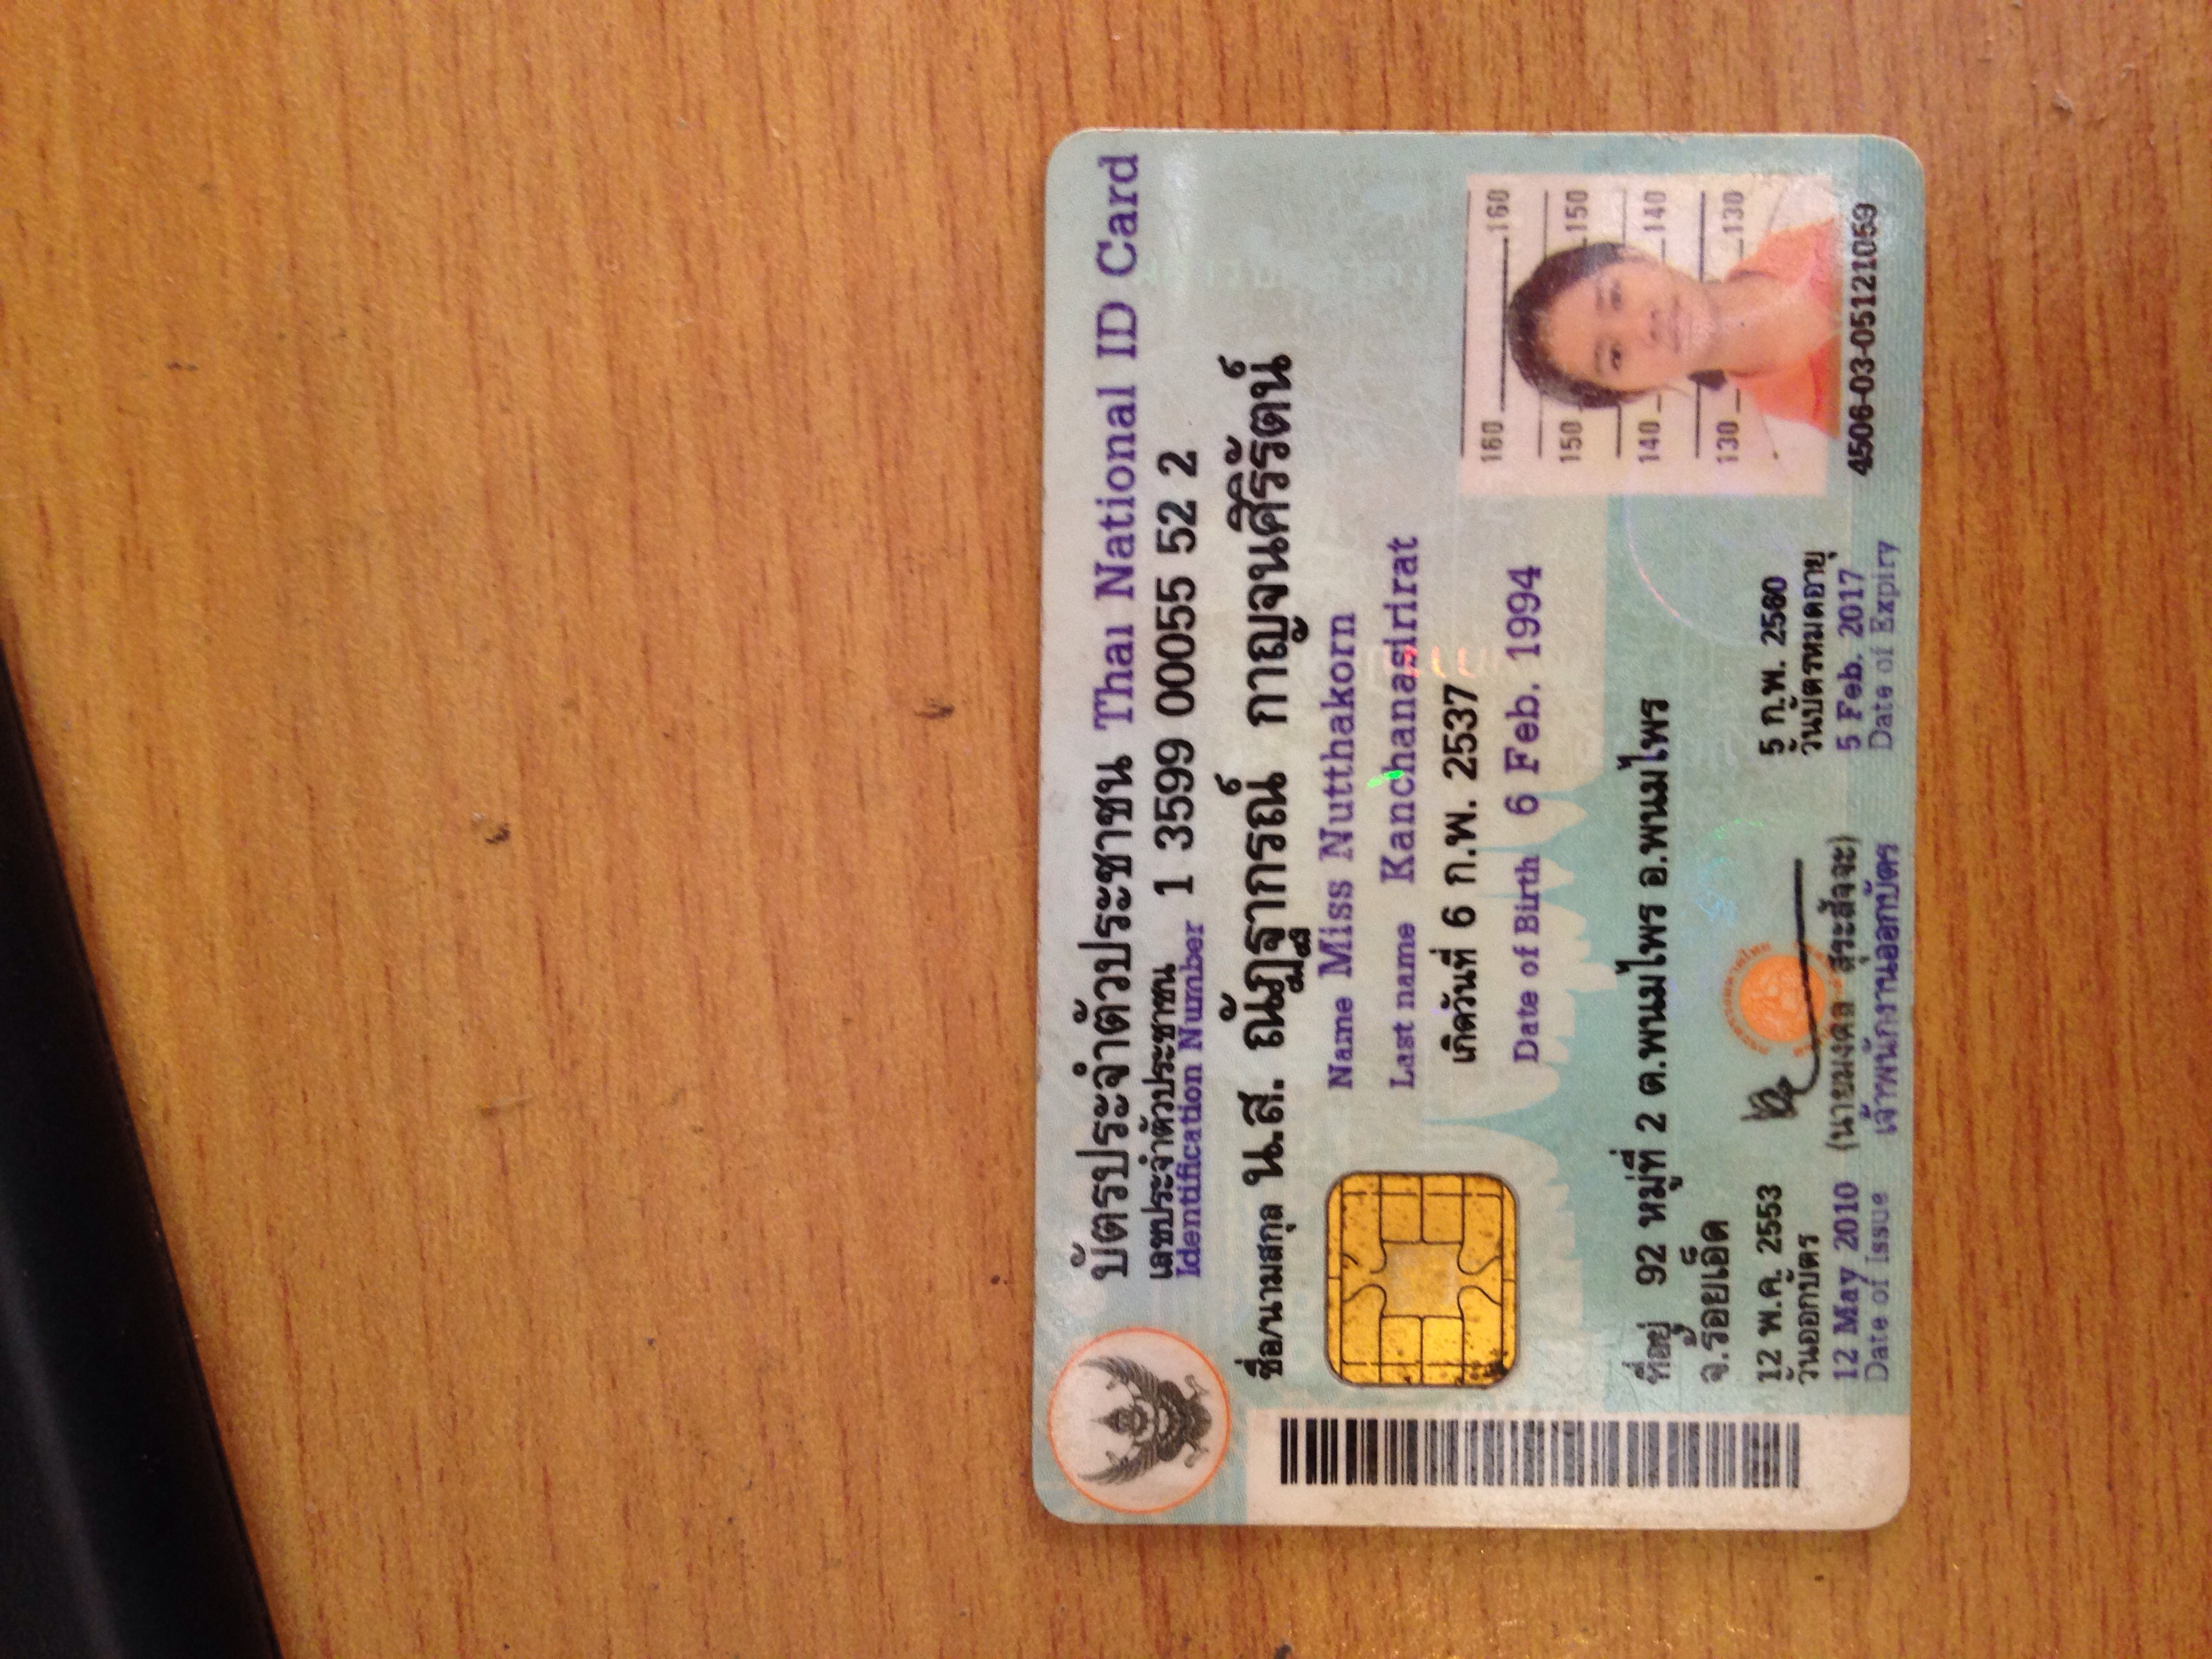 บัตรประจำตัวประชาชน Thai National ID Card
เลขประจำตัวประชาชน 1 3599 00055 52 2
Identification Number
ชื่อ/นามสกุล น.ส. ณัฏฐากรณ์ กาญจนศิริรัตน์
Name Miss Nutthakorn
Last name Kanchanasirirat
เกิดวันที่ 6 ก.พ. 2537
Date of Birth 6 Feb. 1994
ที่อยู่ 92 หมู่ที่ 2 ต.พนมไพร อ.พนมไพร
จ.ร้อยเอ็ด
160 160
150 150
140 140
130 130
12 พ.ค. 2553
วันออกบัตร
12 May 2010
Date of Issue
(นายมงคล สุระสัจจะ)
เจ้าพนักงานออกบัตร
5 ก.พ. 2560
วันบัตรหมดอายุ
5 Feb. 2017
Date of Expiry
4506-03-05121059